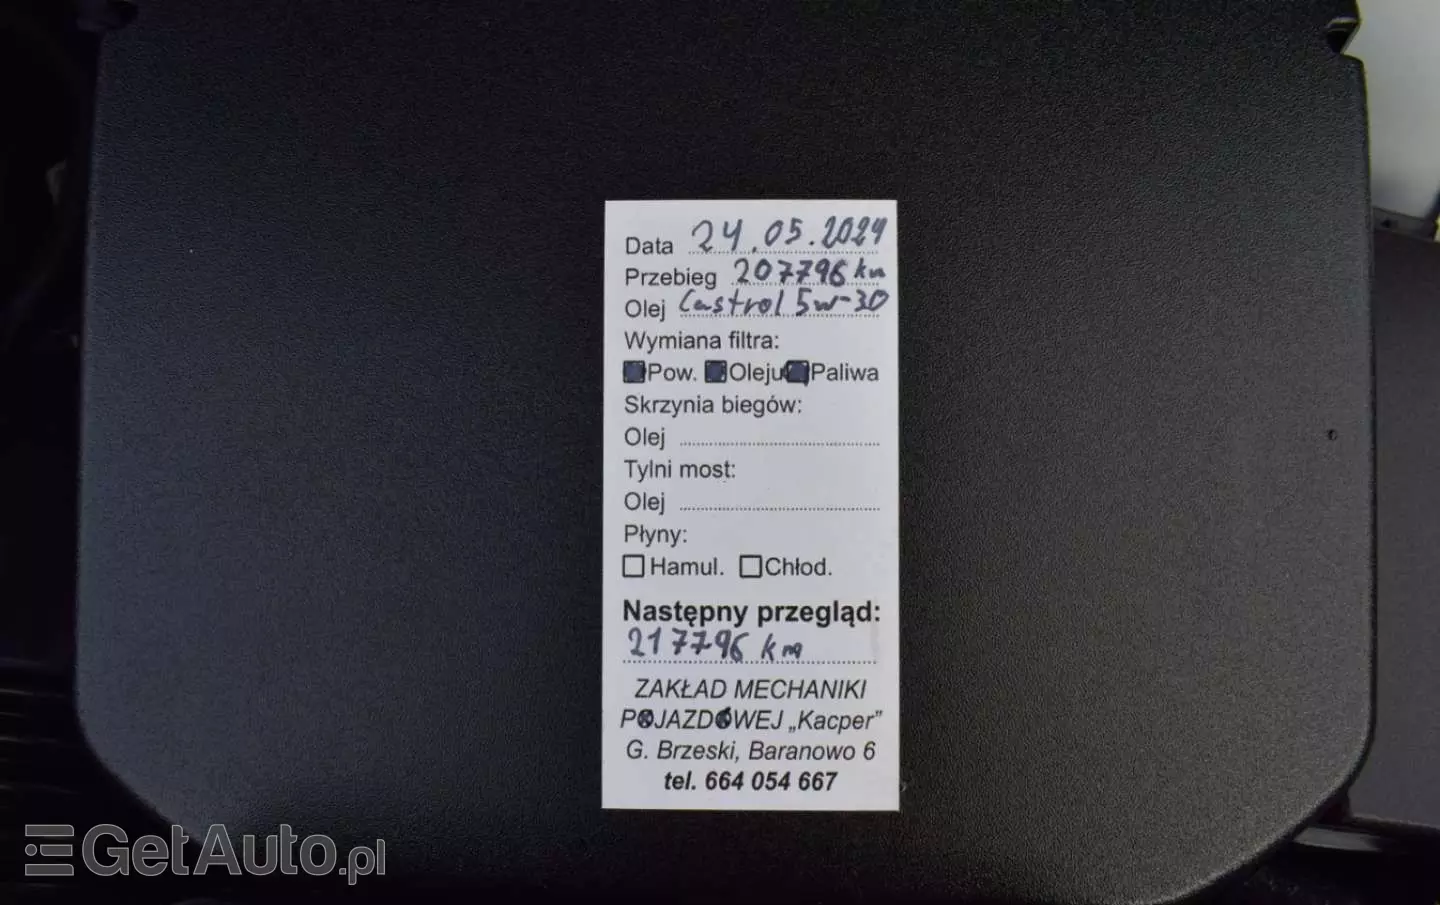 Data 24.05.2024
Przebieg 207796 km
Olej Castrol 5w-30
Wymiana filtra:
Pow. Oleju Paliwa
Skrzynia biegów:
Olej
Tylni most:
Olej
Płyny:
Hamul. Chłod.
Następny przegląd:
217796 km
ZAKŁAD MECHANIKI
POJAZDÓWEJ „Kacper”
G. Brzeski, Baranowo 6
tel. 664 054 667
GetAuto.pl